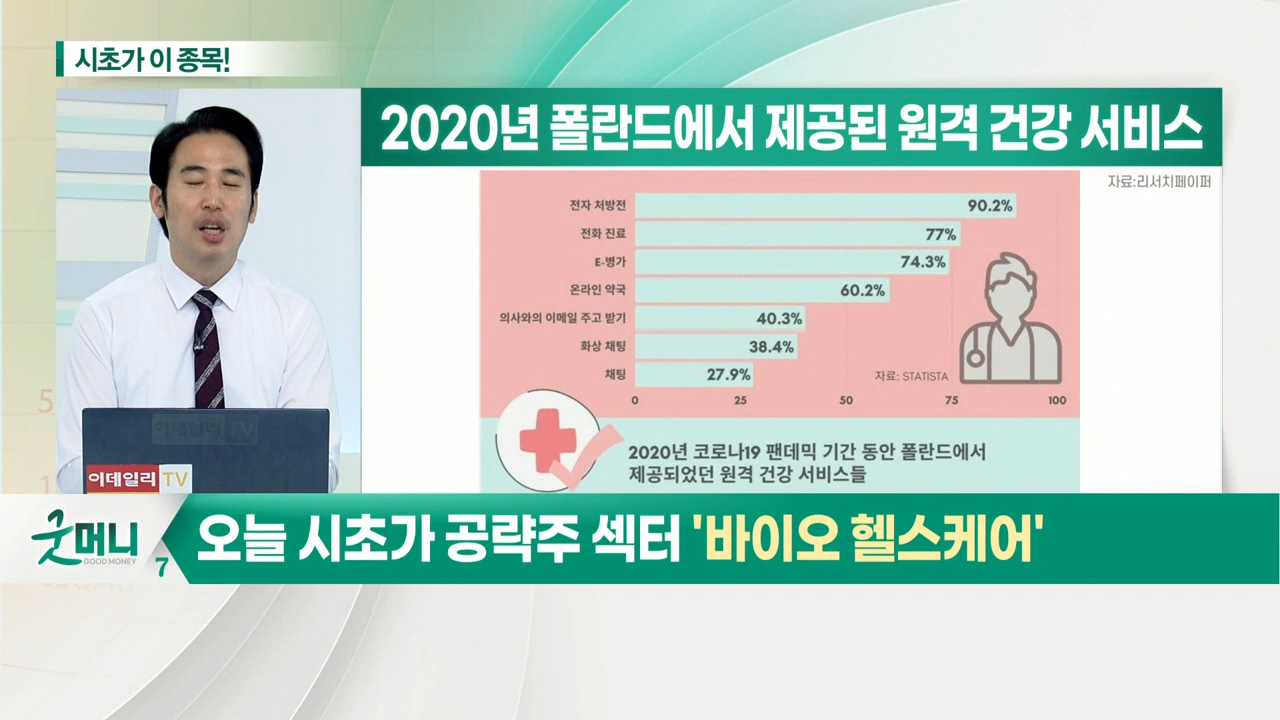 시초가 이 종목!
2020년 폴란드에서 제공된 원격 건강 서비스
자료:리서치페이퍼
전자 처방전 90.2%
전화 진료 77%
E-병가 74.3%
온라인 약국 60.2%
의사와의 이메일 주고 받기 40.3%
화상 채팅 38.4%
채팅 27.9%
자료: STATISTA
0 25 50 75 100
2020년 코로나19 팬데믹 기간 동안 폴란드에서
제공되었던 원격 건강 서비스들
이데일리 TV
이데일리 TV
굿머니
GOOD MONEY
7
오늘 시초가 공략주 섹터 '바이오 헬스케어'